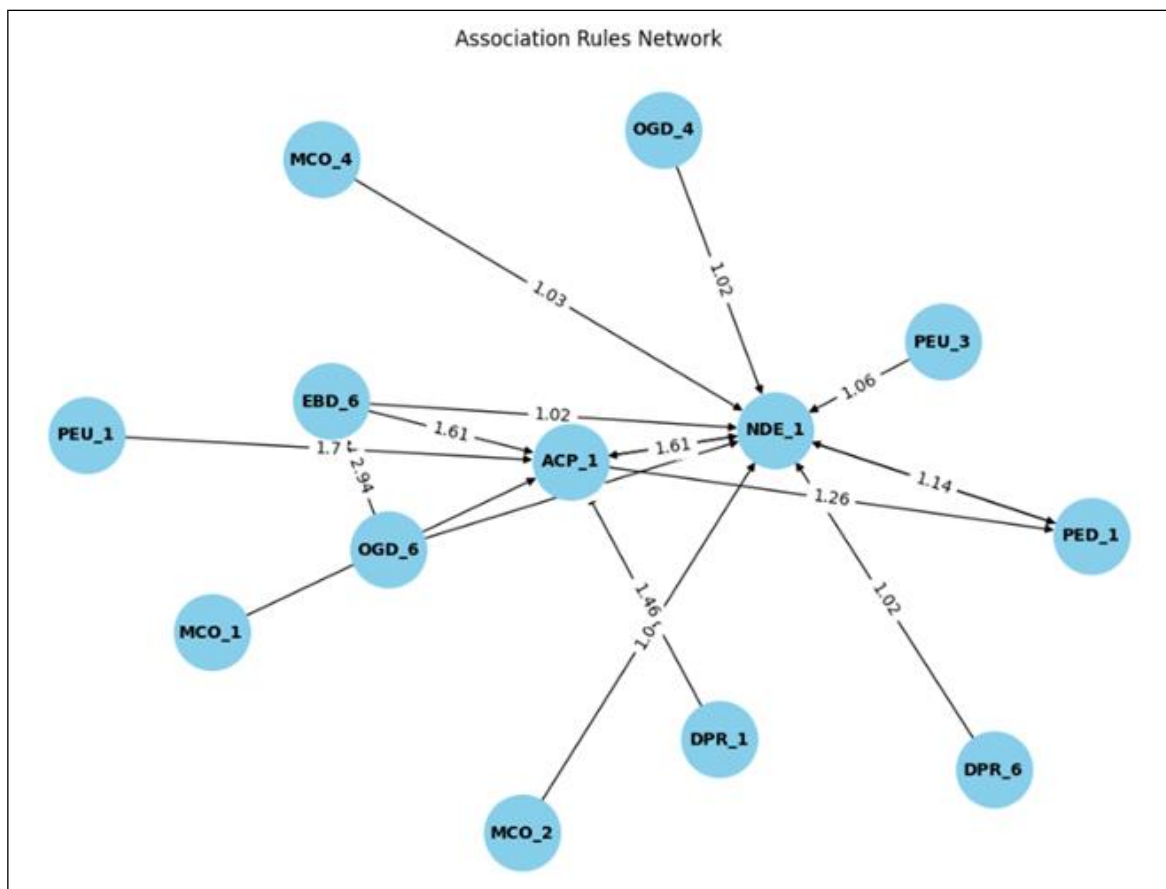 Association Rules Network
OGD_4
MCO_4
1.02
1.03
PEU_3
1.06
EBD_6
1.02
NDE_1
PEU_1
1.61
1.7
1.61
ACP_1
2.94
1.14
1.26
PED_1
OGD_6
1.46
1.02
MCO_1
1.0
DPR_1
DPR_6
MCO_2